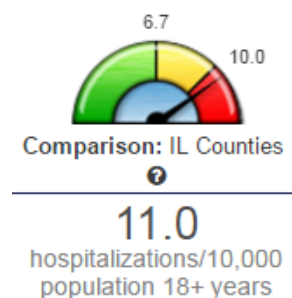 6.7
10.0
Comparison: IL Counties
?
11.0
hospitalizations/10,000
population 18+ years